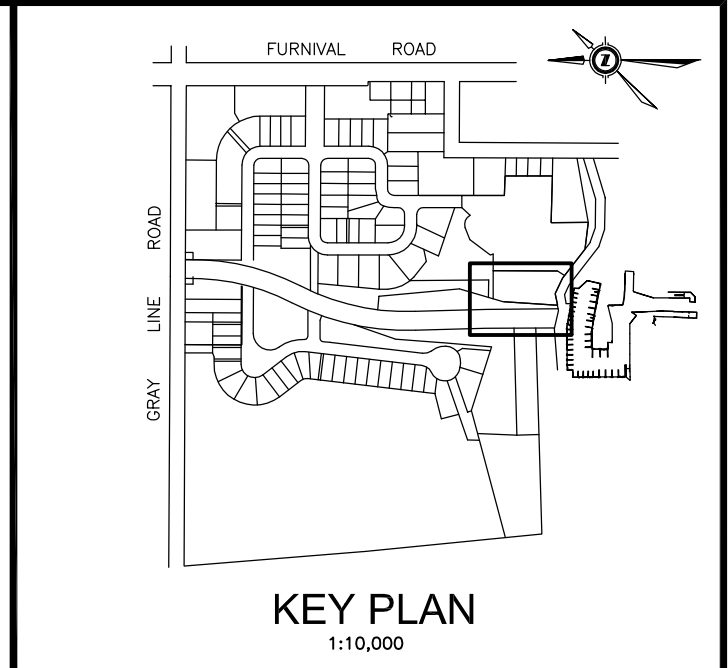 FURNIVAL ROAD
GRAY LINE ROAD
N
KEY PLAN
1:10,000